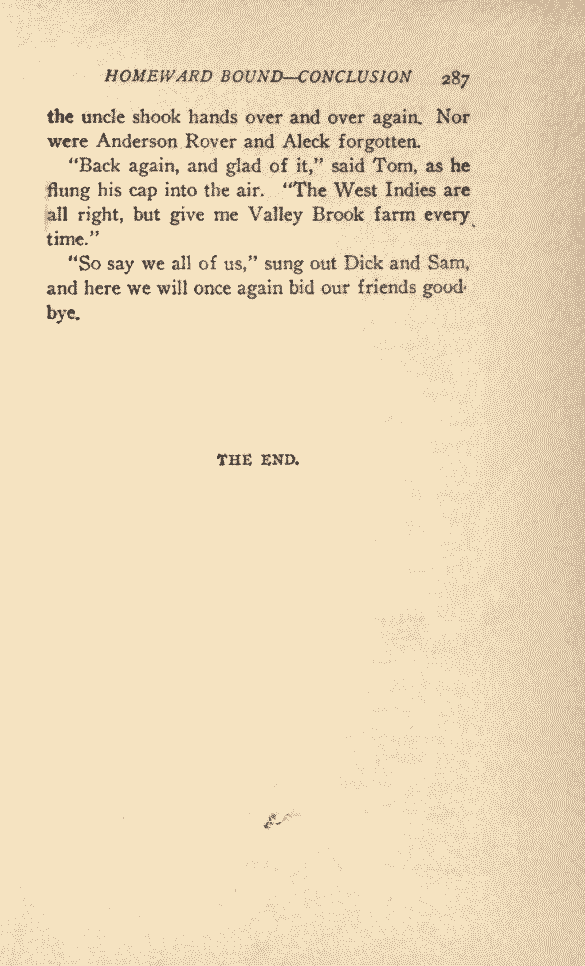 HOMEWARD BOUND—CONCLUSION 287
the uncle shook hands over and over again. Nor
were Anderson Rover and Aleck forgotten.
"Back again, and glad of it," said Tom, as he
flung his cap into the air. "The West Indies are
all right, but give me Valley Brook farm every
time."
"So say we all of us," sung out Dick and Sam,
and here we will once again bid our friends good-
bye.
THE END.